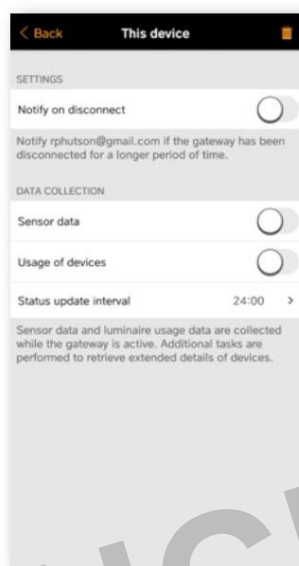 < Back This device
SETTINGS
Notify on disconnect
Notify rphutson@gmail.com if the gateway has been
disconnected for a longer period of time.
DATA COLLECTION
Sensor data
Usage of devices
Status update interval 24:00 >
Sensor data and luminaire usage data are collected
while the gateway is active. Additional tasks are
performed to retrieve extended details of devices.